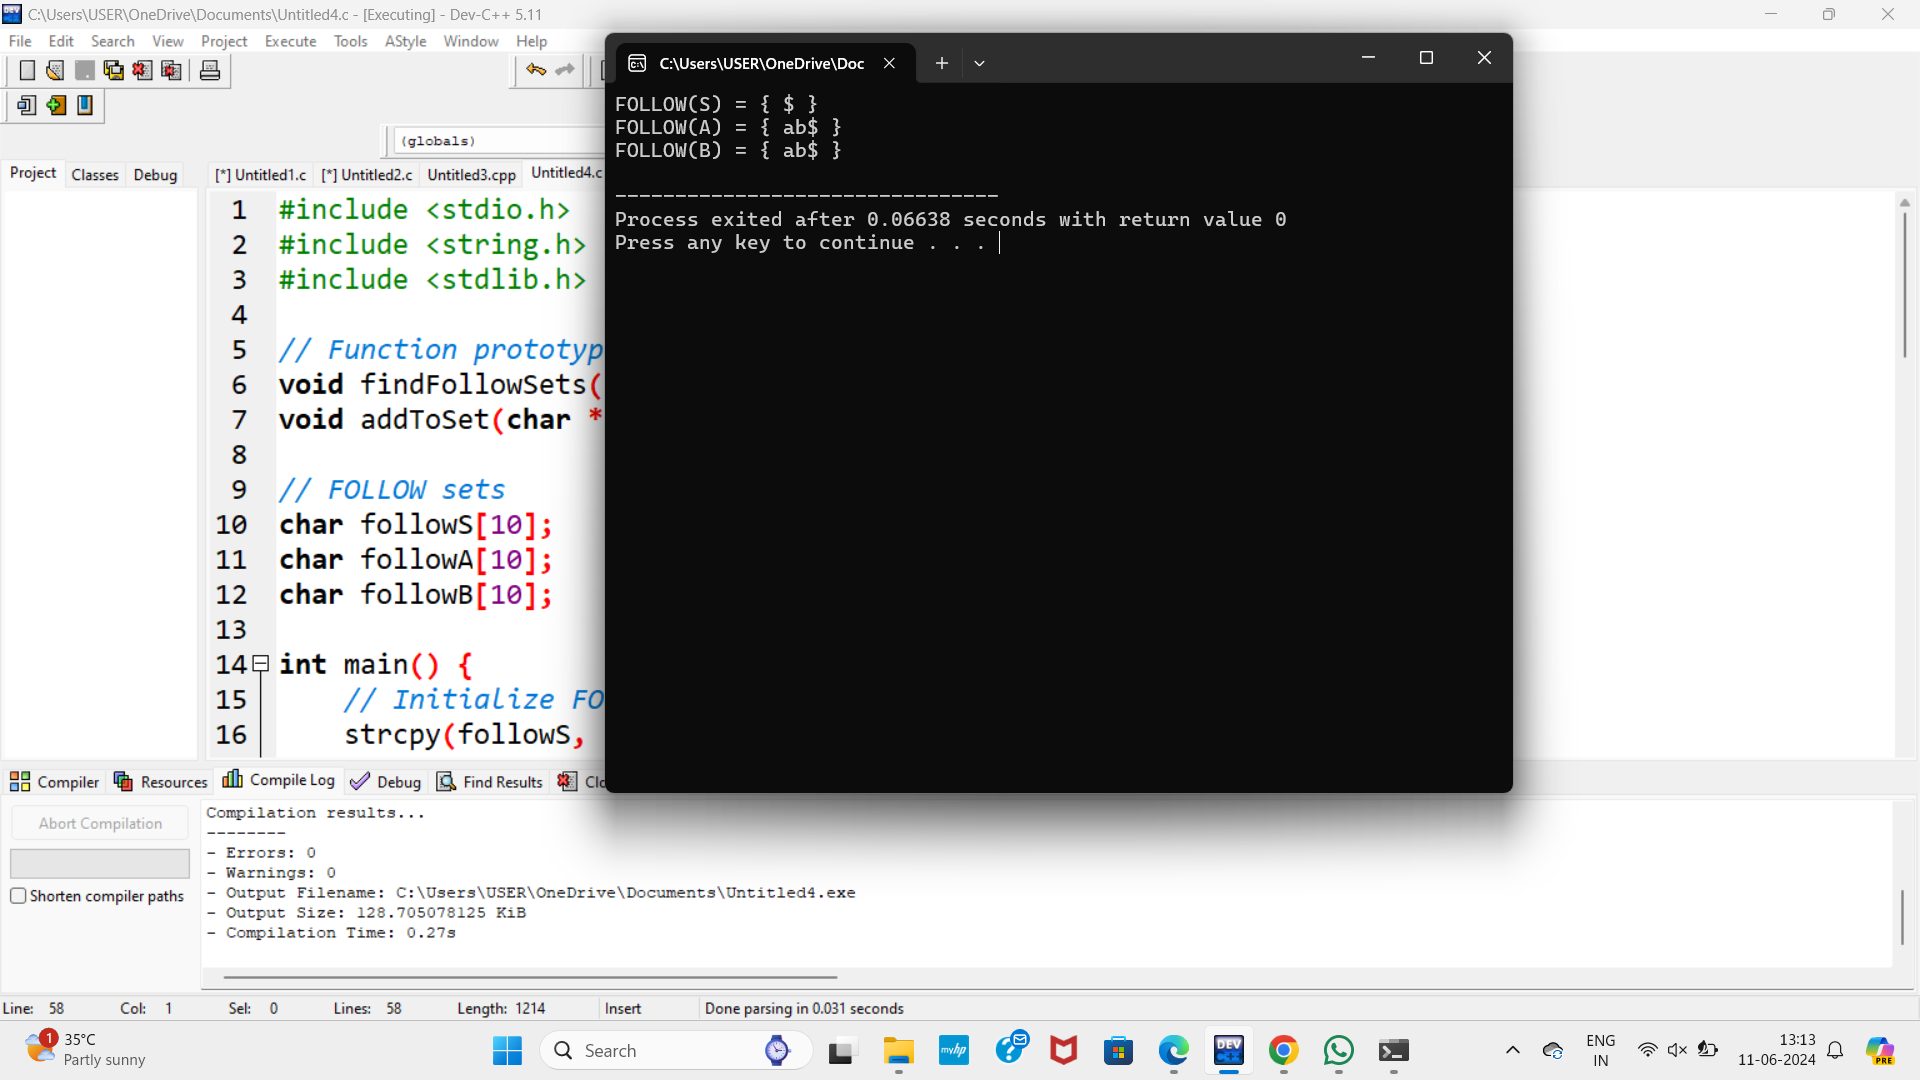 C:\Users\USER\OneDrive\Documents\Untitled4.c - [Executing] - Dev-C++ 5.11
File Edit Search View Project Execute Tools AStyle Window Help
(globals)
Project Classes Debug
[*] Untitled1.c [*] Untitled2.c Untitled3.cpp Untitled4.c
1 #include <stdio.h>
2 #include <string.h>
3 #include <stdlib.h>
4
5 // Function prototyp
6 void findFollowSets(
7 void addToSet(char *
8
9 // FOLLOW sets
10 char followS[10];
11 char followA[10];
12 char followB[10];
13
14 int main() {
15 // Initialize FO
16 strcpy(followS,
C:\Users\USER\OneDrive\Doc
FOLLOW(S) = { $ }
FOLLOW(A) = { ab$ }
FOLLOW(B) = { ab$ }
--------------------------------
Process exited after 0.06638 seconds with return value 0
Press any key to continue . . .
Compiler Resources Compile Log Debug Find Results Clo
Abort Compilation
Shorten compiler paths
Compilation results...
--------
- Errors: 0
- Warnings: 0
- Output Filename: C:\Users\USER\OneDrive\Documents\Untitled4.exe
- Output Size: 128.705078125 KiB
- Compilation Time: 0.27s
Line: 58 Col: 1 Sel: 0 Lines: 58 Length: 1214 Insert Done parsing in 0.031 seconds
1
35°C
Partly sunny
Search
myhp
DEV
C++
ENG
IN
13:13
11-06-2024
PRE